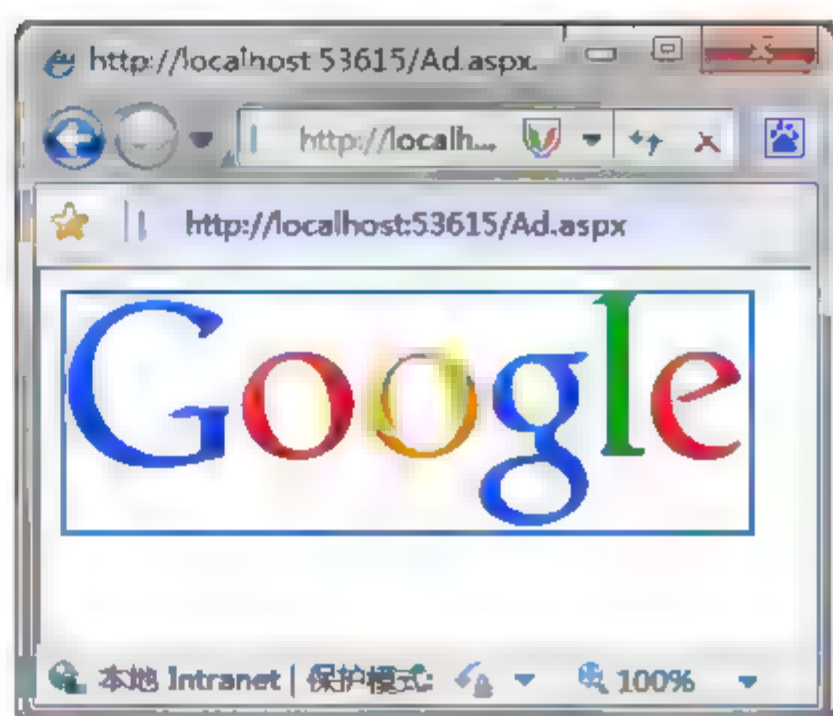 http://localhost:53615/Ad.aspx
http://localh...
http://localhost:53615/Ad.aspx
Google
本地 Intranet | 保护模式: 100%